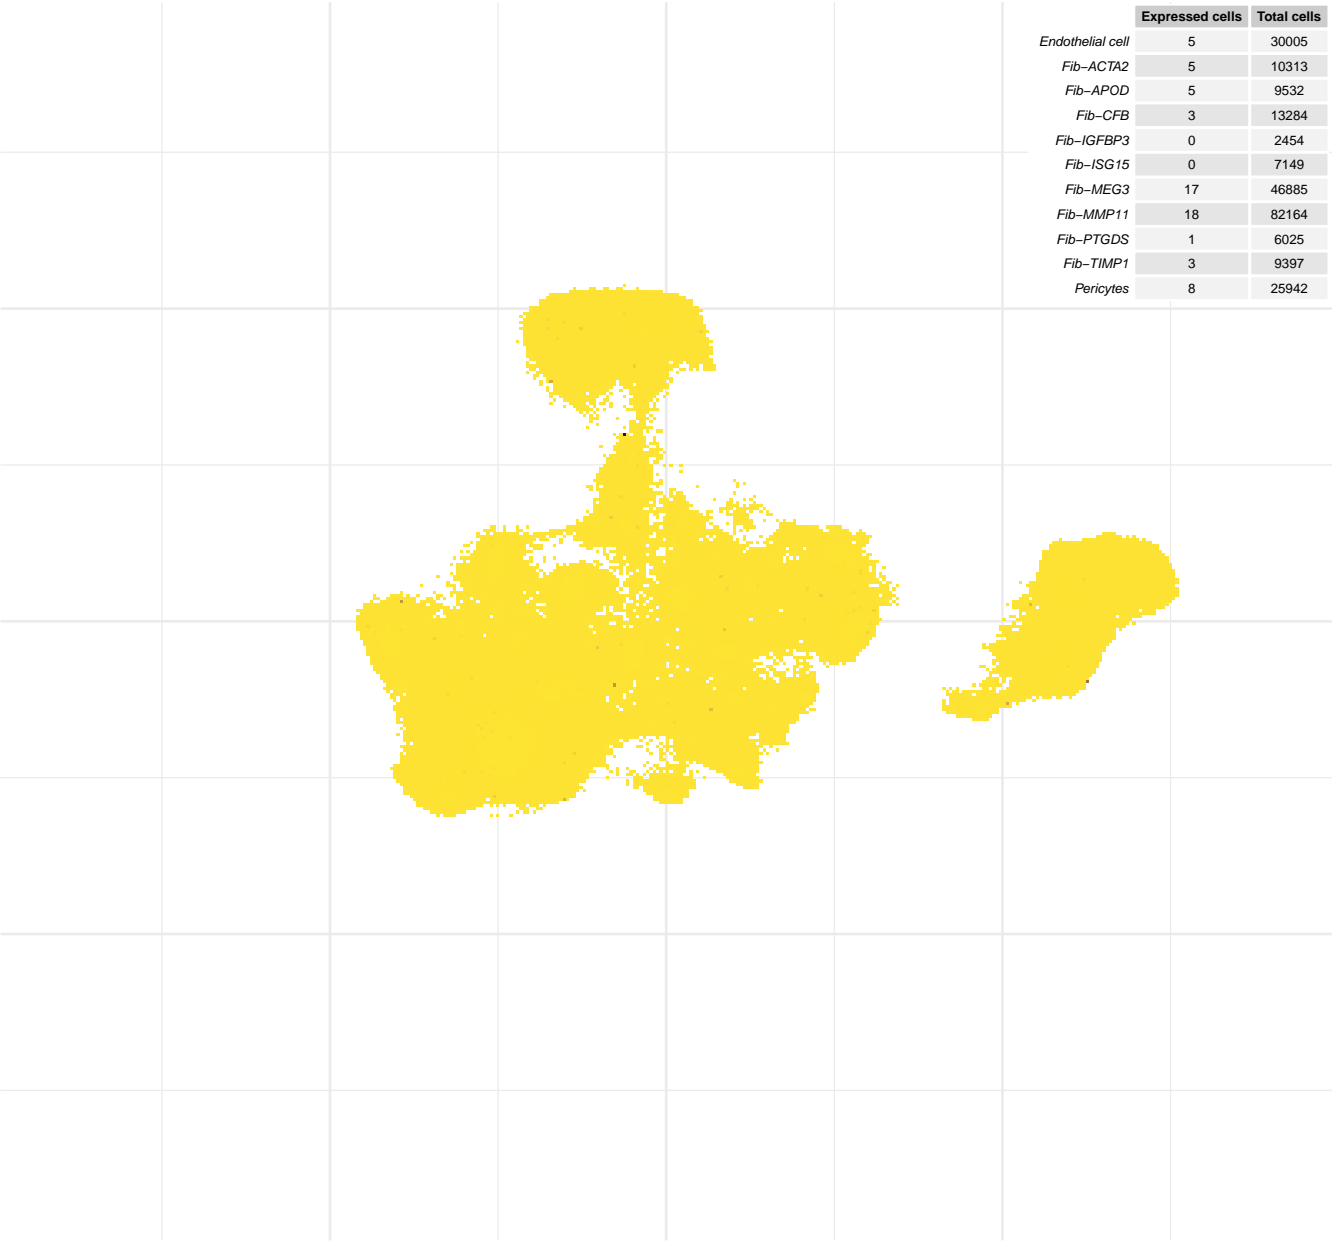 Expressed cells Total cells
Endothelial cell 5 30005
Fib−ACTA2 5 10313
Fib−APOD 5 9532
Fib−CFB 3 13284
Fib−IGFBP3 0 2454
Fib−ISG15 0 7149
Fib−MEG3 17 46885
Fib−MMP11 18 82164
Fib−PTGDS 1 6025
Fib−TIMP1 3 9397
Pericytes 8 25942